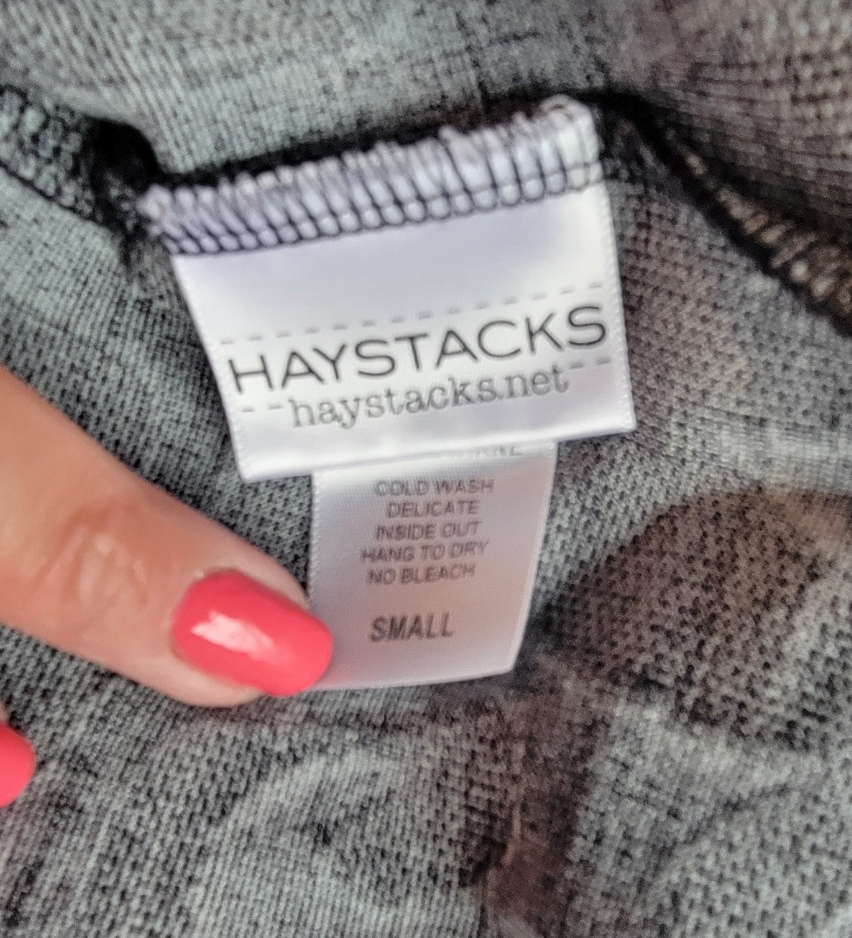 HAYSTACKS
haystacks.net
COLD WASH
DELICATE
INSIDE OUT
HANG TO DRY
NO BLEACH
SMALL